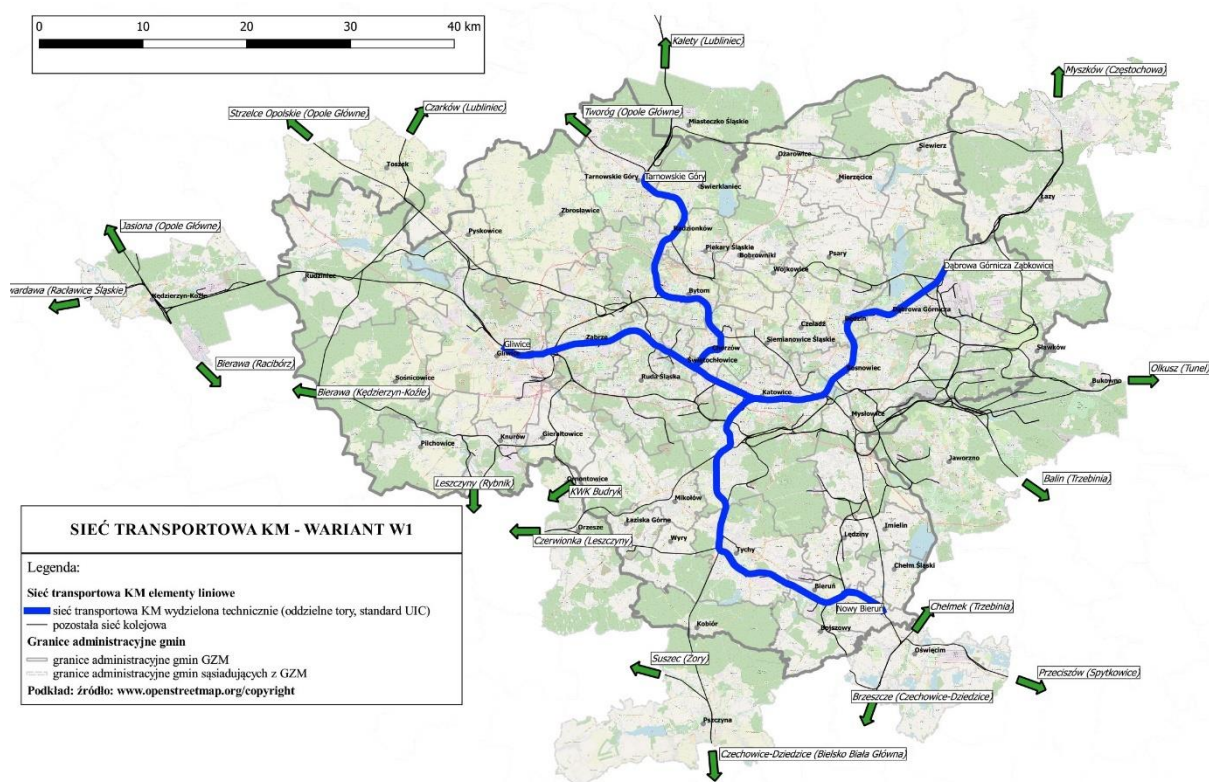 0 10 20 30 40 km
Kalety (Lubliniec)
Myszków (Częstochowa)
Strzelce Opolskie (Opole Główne)
Czarków (Lubliniec)
Tworóg (Opole Główne)
Miasteczko Śląskie
Ożarowice
Siewierz
Toszek
Tarnowskie Góry
Tarnowskie Góry
Świerklaniec
Mierzęcice
Łazy
Zbrosławice
Jasiona (Opole Główne)
Pyskowice
Radzionków
Piekary Śląskie
Bobrowniki
Psary
Wojkowice
Dąbrowa Górnicza Ząbkowice
Rudziniec
wardawa (Racławice Śląskie)
Kędzierzyn-Koźle
Bytom
Dąbrowa Górnicza
Będzin
Czeladź
Gliwice
Gliwice
Zabrze
Chorzów
Siemianowice Śląskie
Świętochłowice
Sławków
Bierawa (Racibórz)
Sośnicowice
Ruda Śląska
Sosnowiec
Olkusz (Tunel)
Bukowno
Bierawa (Kędzierzyn-Koźle)
Katowice
Mysłowice
Knurów
Gierałtowice
Pilchowice
Jaworzno
Leszczyny (Rybnik)
Ornontowice
KWK Budryk
Balin (Trzebinia)
Mikołów
Łaziska Górne
Orzesze
Wyry
Imielin
Lędziny
Czerwionka (Leszczyny)
Tychy
Chełm Śląski
Bieruń
Nowy Bieruń
Chełmek (Trzebinia)
Kobiór
Bojszowy
Oświęcim
Suszec (Żory)
Przeciszów (Spytkowice)
Brzeszcze (Czechowice-Dziedzice)
Pszczyna
Czechowice-Dziedzice (Bielsko Biała Główna)
SIEĆ TRANSPORTOWA KM - WARIANT W1
Legenda:
Sieć transportowa KM elementy liniowe
sieć transportowa KM wydzielona technicznie (oddzielne tory, standard UIC)
pozostała sieć kolejowa
Granice administracyjne gmin
granice administracyjne gmin GZM
granice administracyjne gmin sąsiadujących z GZM
Podkład: źródło: www.openstreetmap.org/copyright